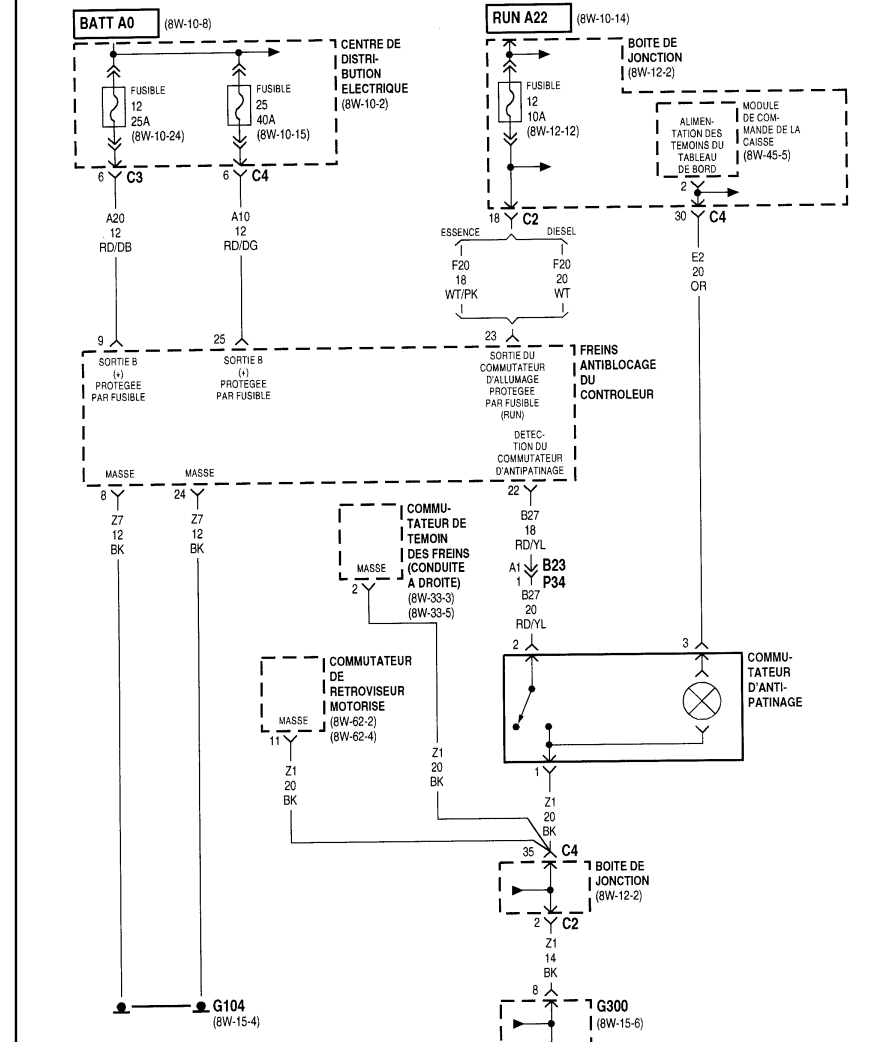 BATT A0
(8W-10-8)
RUN A22
(8W-10-14)
CENTRE DE
DISTRI-
BUTION
ELECTRIQUE
(8W-10-2)
BOITE DE
JONCTION
(8W-12-2)
FUSIBLE
12
25A
(8W-10-24)
FUSIBLE
25
40A
(8W-10-15)
FUSIBLE
12
10A
(8W-12-12)
ALIMEN-
TATION DES
TEMOINS DU
TABLEAU
DE BORD
MODULE
DE COM-
MANDE DE LA
CAISSE
(8W-45-5)
2
6 C3
6 C4
18 C2
30 C4
A20
12
RD/DB
A10
12
RD/DG
ESSENCE
DIESEL
F20
18
WT/PK
F20
20
WT
E2
20
OR
9
25
23
SORTIE B
(+)
PROTEGEE
PAR FUSIBLE
SORTIE B
(+)
PROTEGEE
PAR FUSIBLE
SORTIE DU
COMMUTATEUR
D'ALLUMAGE
PROTEGEE
PAR FUSIBLE
(RUN)
FREINS
ANTIBLOCAGE
DU
CONTROLEUR
DETEC-
TION DU
COMMUTATEUR
D'ANTIPATINAGE
MASSE
MASSE
8
24
22
Z7
12
BK
Z7
12
BK
B27
18
RD/YL
A1 B23
1 P34
B27
20
RD/YL
COMMU-
TATEUR DE
TEMOIN
DES FREINS
(CONDUITE
A DROITE)
(8W-33-3)
(8W-33-5)
MASSE
2
2
3
COMMUTATEUR
DE
RETROVISEUR
MOTORISE
(8W-62-2)
(8W-62-4)
MASSE
11
COMMU-
TATEUR
D'ANTI-
PATINAGE
Z1
20
BK
Z1
20
BK
1
Z1
20
BK
35 C4
BOITE DE
JONCTION
(8W-12-2)
2 C2
Z1
14
BK
8
G104
(8W-15-4)
G300
(8W-15-6)